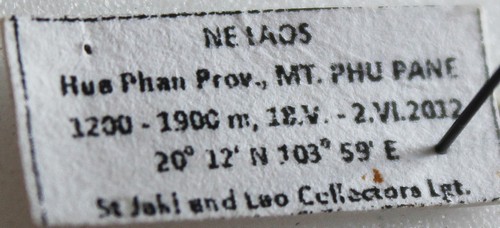 NE LAOS
Hua Phan Prov., MT. PHU PANE
1200 - 1900 m, 18.V. - 2.VI.2012
20° 12' N 103° 59' E
St Jakl and Lao Collectors Lgt.